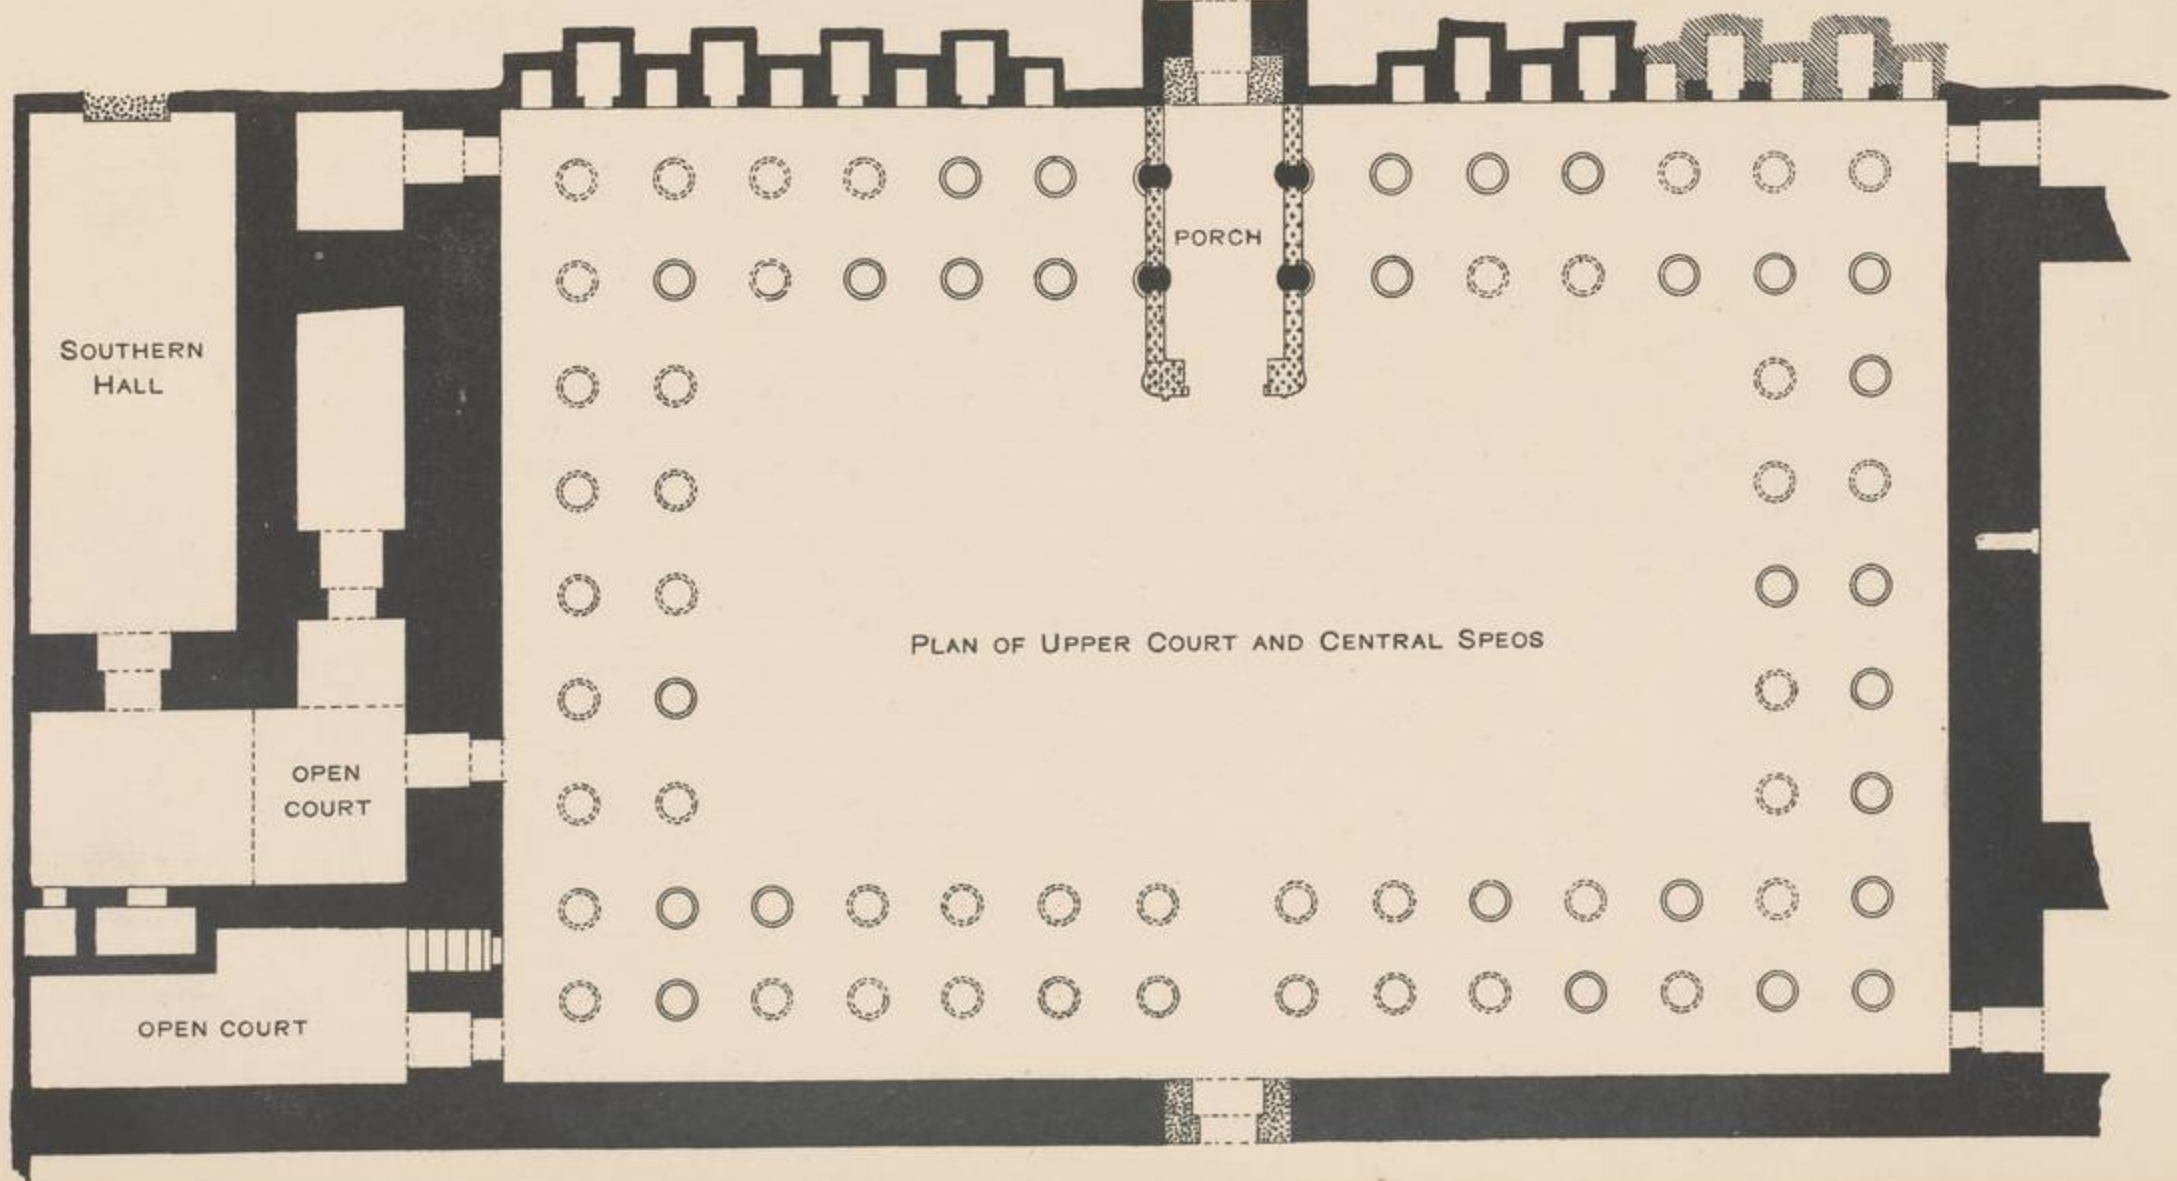 PORCH
SOUTHERN
HALL
PLAN OF UPPER COURT AND CENTRAL SPEOS
OPEN
COURT
OPEN COURT